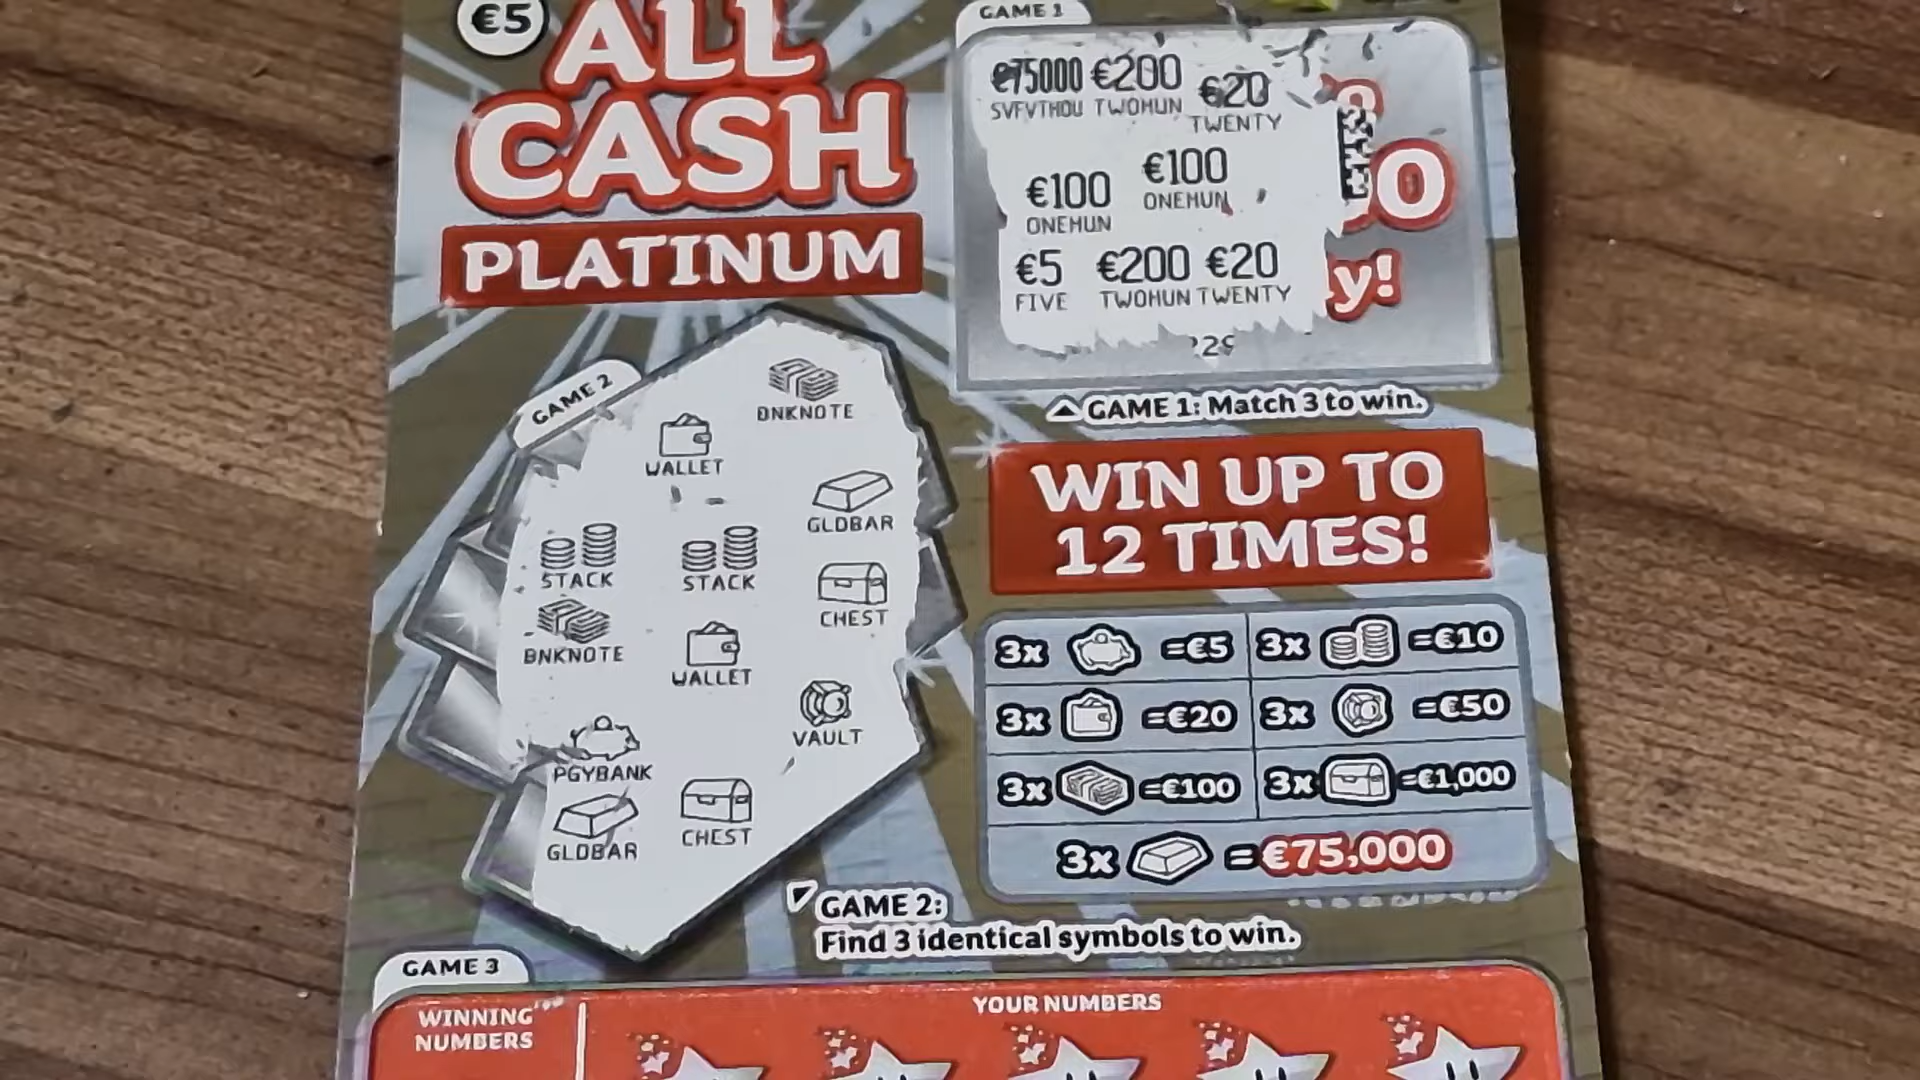 €5
ALL
CASH
PLATINUM
GAME 1
€75000 €200 €20
SVFVTHOU TWOHUN TWENTY
€100 €100
ONEHUN ONEHUN
€5 €200 €20
FIVE TWOHUN TWENTY
y!
GAME 1: Match 3 to win.
GAME 2
BNKNOTE
WALLET
GLDBAR
STACK STACK
CHEST
BNKNOTE
WALLET
VAULT
PGYBANK
GLDBAR CHEST
WIN UP TO
12 TIMES!
3x =€5 3x =€10
3x =€20 3x =€50
3x =€100 3x =€1,000
3x =€75,000
GAME 2:
Find 3 identical symbols to win.
GAME 3
WINNING
NUMBERS
YOUR NUMBERS